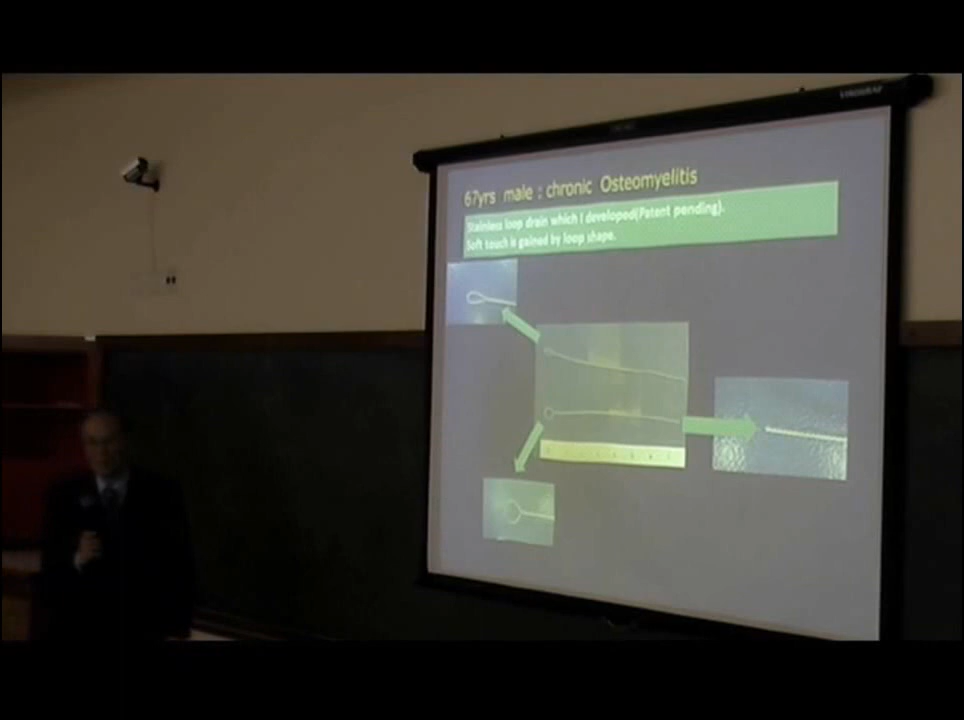 67yrs male : chronic Osteomyelitis
Stainless loop drain which I developed(Patent pending).
Soft touch is gained by loop shape.